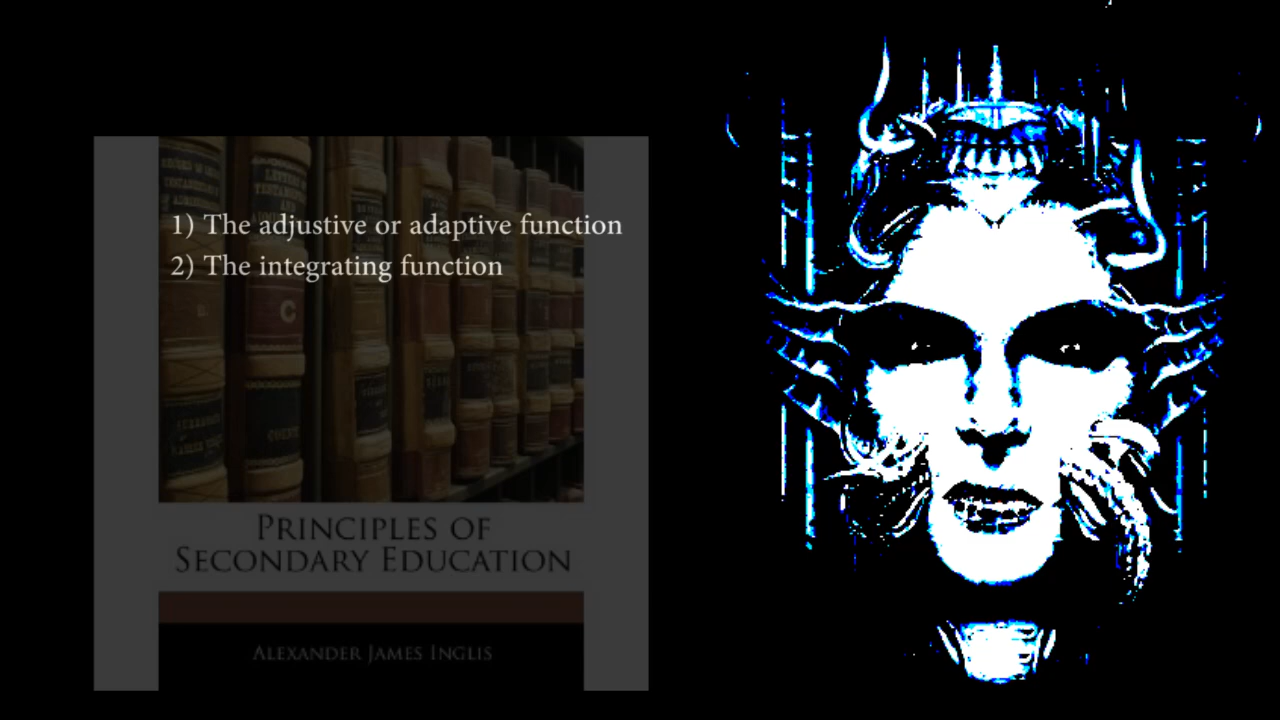 1) The adjustive or adaptive function
2) The integrating function
C
PRINCIPLES OF
SECONDARY EDUCATION
ALEXANDER JAMES INGLIS